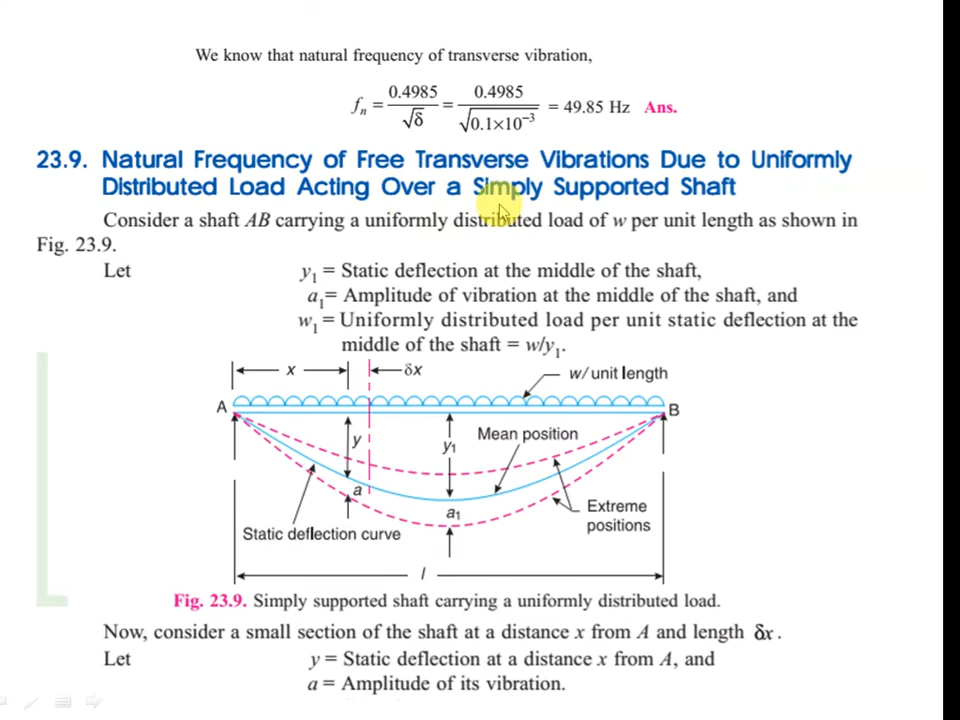 We know that natural frequency of transverse vibration,
fₙ = 0.4985/√δ = 0.4985/√(0.1×10⁻³) = 49.85 Hz Ans.
23.9. Natural Frequency of Free Transverse Vibrations Due to Uniformly
Distributed Load Acting Over a Simply Supported Shaft
Consider a shaft AB carrying a uniformly distributed load of w per unit length as shown in
Fig. 23.9.
Let y₁ = Static deflection at the middle of the shaft,
a₁= Amplitude of vibration at the middle of the shaft, and
w₁ = Uniformly distributed load per unit static deflection at the
middle of the shaft = w/y₁.
x δx w/unit length
A B
y y₁ Mean position
a a₁ Extreme
positions
Static deflection curve
l
Fig. 23.9. Simply supported shaft carrying a uniformly distributed load.
Now, consider a small section of the shaft at a distance x from A and length δx.
Let y = Static deflection at a distance x from A, and
a = Amplitude of its vibration.